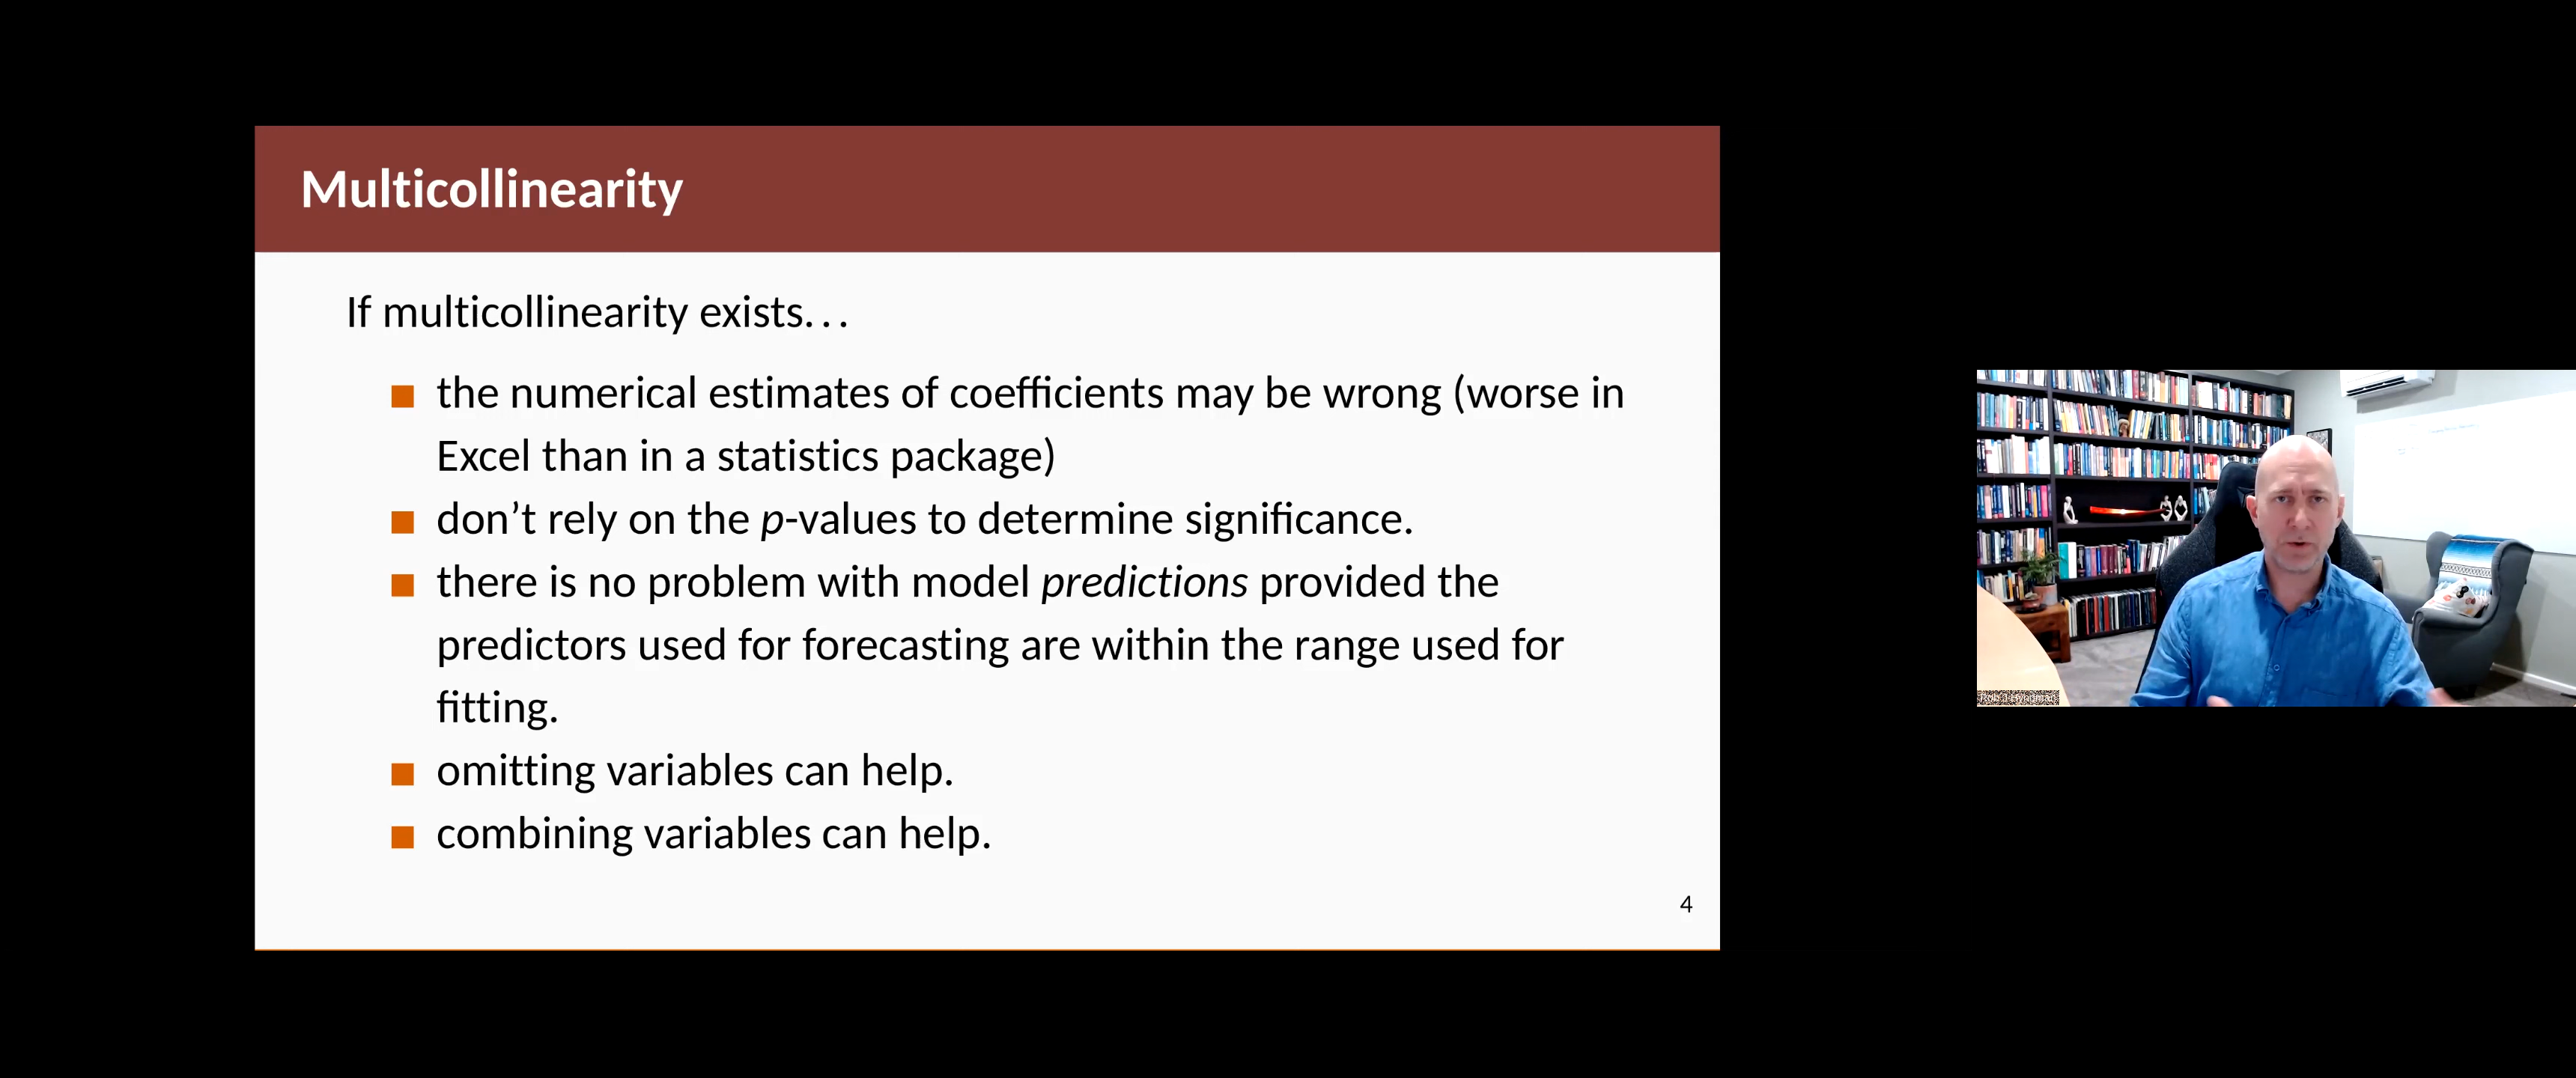 Multicollinearity
If multicollinearity exists...
the numerical estimates of coefficients may be wrong (worse in
Excel than in a statistics package)
don’t rely on the p-values to determine significance.
there is no problem with model predictions provided the
predictors used for forecasting are within the range used for
fitting.
omitting variables can help.
combining variables can help.
4